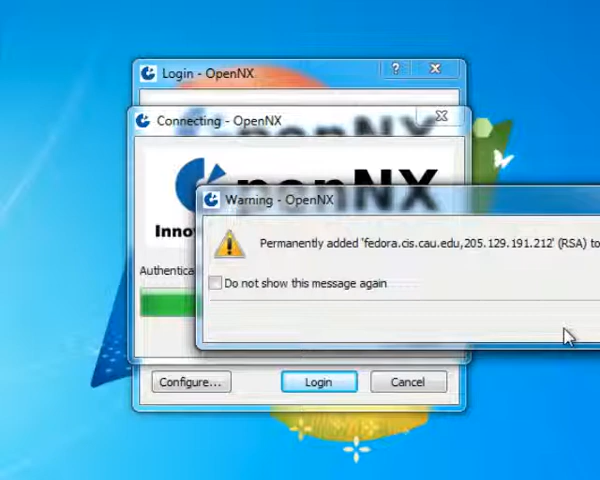 Login - OpenNX
Connecting - OpenNX
penNX
Warning - OpenNX
Permanently added 'fedora.cis.cau.edu,205.129.191.212' (RSA) to
Do not show this message again
Configure...
Login
Cancel